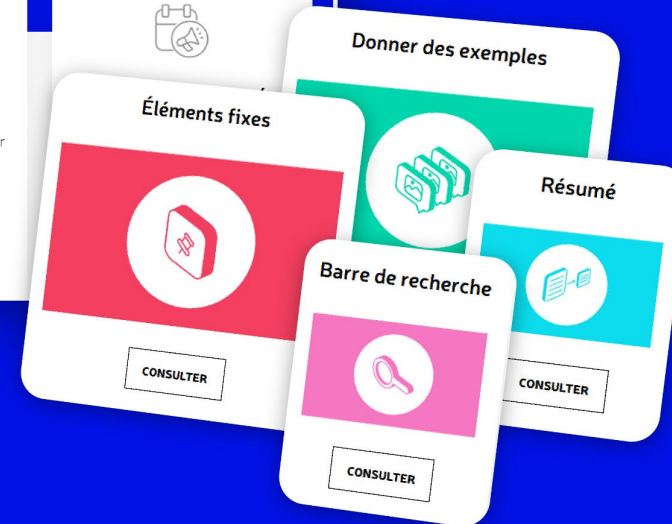 Donner des exemples
Éléments fixes
Résumé
Barre de recherche
CONSULTER
CONSULTER
CONSULTER